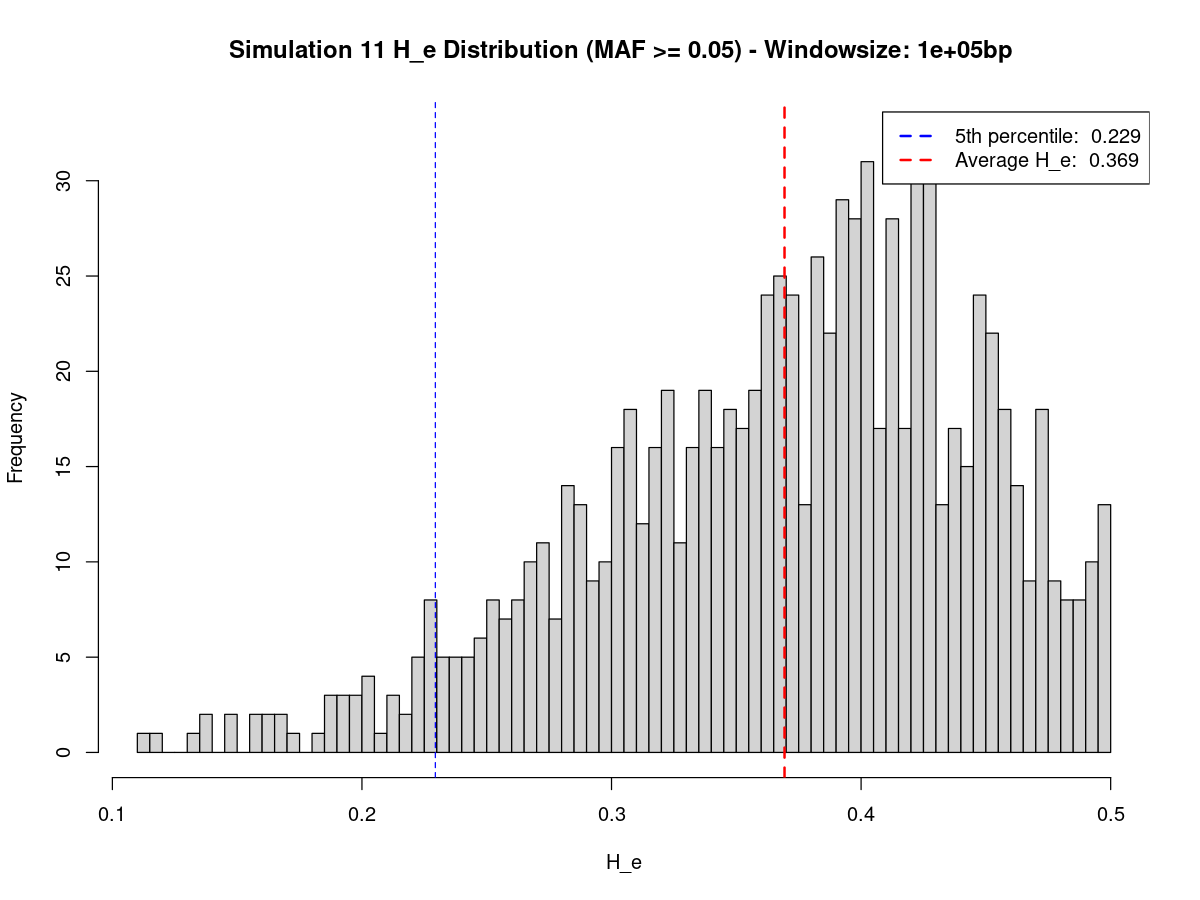 Simulation 11 H_e Distribution (MAF >= 0.05) - Windowsize: 1e+05bp
5th percentile: 0.229
Average H_e: 0.369
Frequency
30
25
20
15
10
5
0
0.1 0.2 0.3 0.4 0.5
H_e